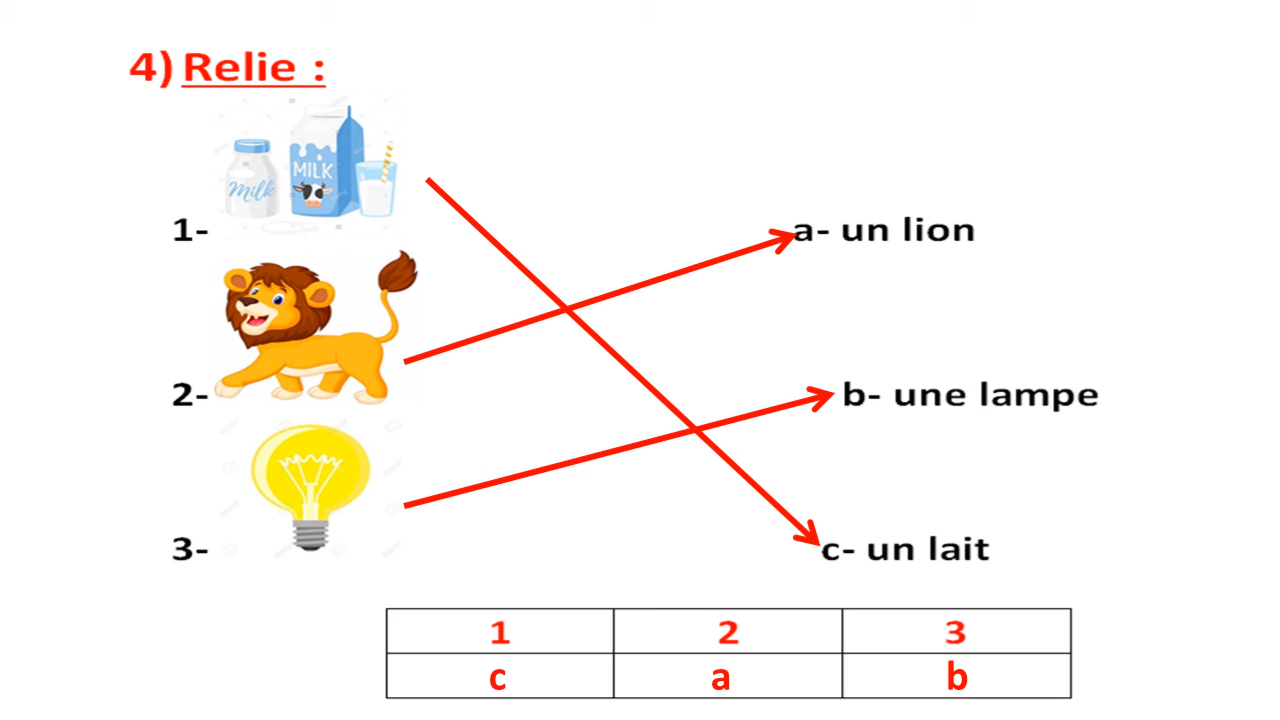 4) Relie :
Milk
MILK
1-
a- un lion
2-
b- une lampe
3-
c- un lait
1 2 3
c a b